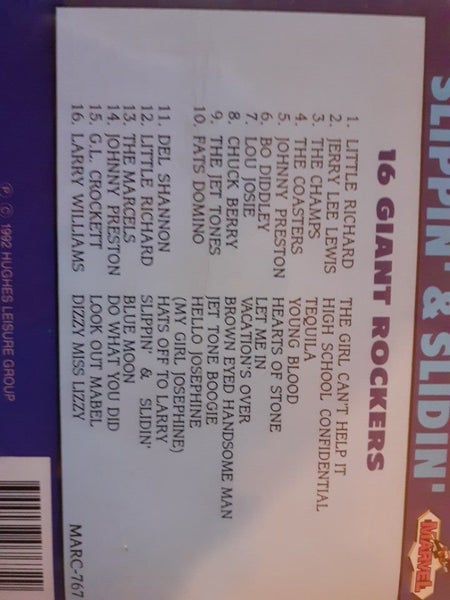 SLIPPIN' & SLIDIN'
MARVEL
16 GIANT ROCKERS
1. LITTLE RICHARD THE GIRL CAN'T HELP IT
2. JERRY LEE LEWIS HIGH SCHOOL CONFIDENTIAL
3. THE CHAMPS TEQUILA
4. THE COASTERS YOUNG BLOOD
5. JOHNNY PRESTON HEARTS OF STONE
6. BO DIDDLEY LET ME IN
7. LOU JOSIE VACATION'S OVER
8. CHUCK BERRY BROWN EYED HANDSOME MAN
9. THE JET TONES JET TONE BOOGIE
10. FATS DOMINO HELLO JOSEPHINE
(MY GIRL JOSEPHINE)
11. DEL SHANNON HATS OFF TO LARRY
12. LITTLE RICHARD SLIPPIN' & SLIDIN'
13 THE MARCELS BLUE MOON
14. JOHNNY PRESTON DO WHAT YOU DID
15. G.L. CROCKETT LOOK OUT MABEL
16. LARRY WILLIAMS DIZZY MISS LIZZY
MARC-767
℗ © 1992 HUGHES LEISURE GROUP